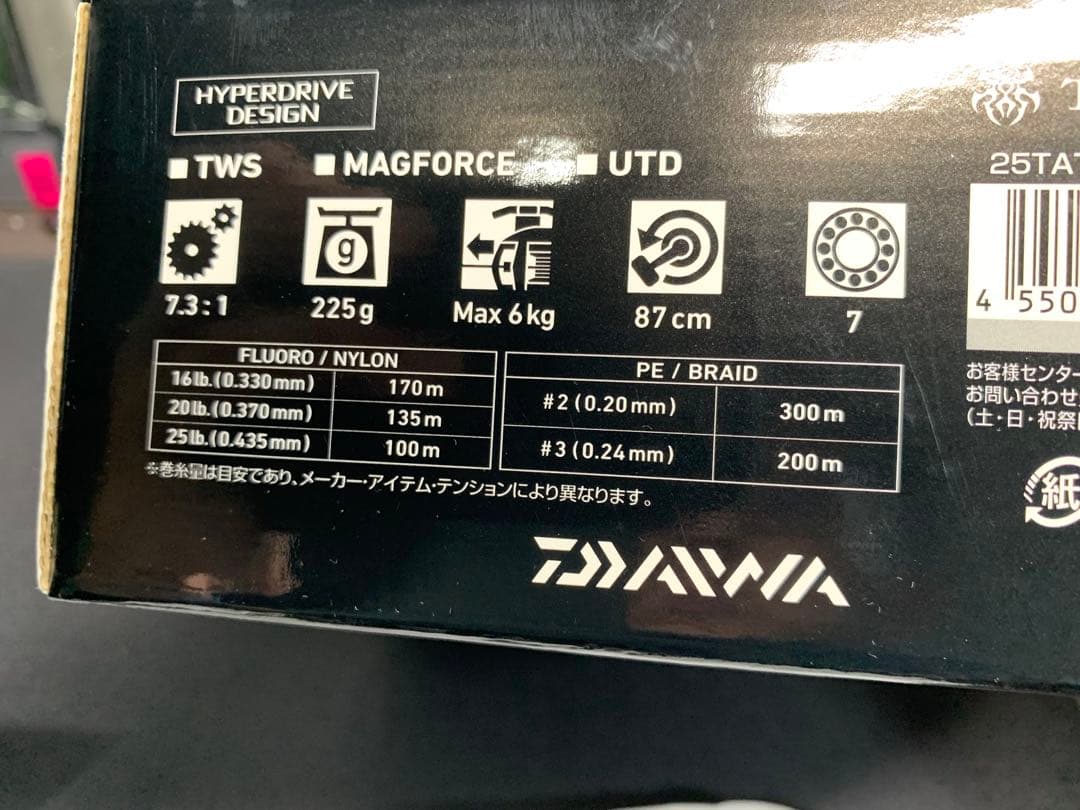 HYPERDRIVE
DESIGN
■TWS ■MAGFORCE ■UTD
g
7.3:1 225g Max 6kg 87cm 7
FLUORO / NYLON
16lb.(0.330mm) 170m
20lb.(0.370mm) 135m
25lb.(0.435mm) 100m
PE / BRAID
#2 (0.20mm) 300m
#3 (0.24mm) 200m
※巻糸量は目安であり、メーカー・アイテム・テンションにより異なります。
DAIWA
T
25TAT
4 550
お客様センター
お問い合わせ
(土・日・祝祭
紙